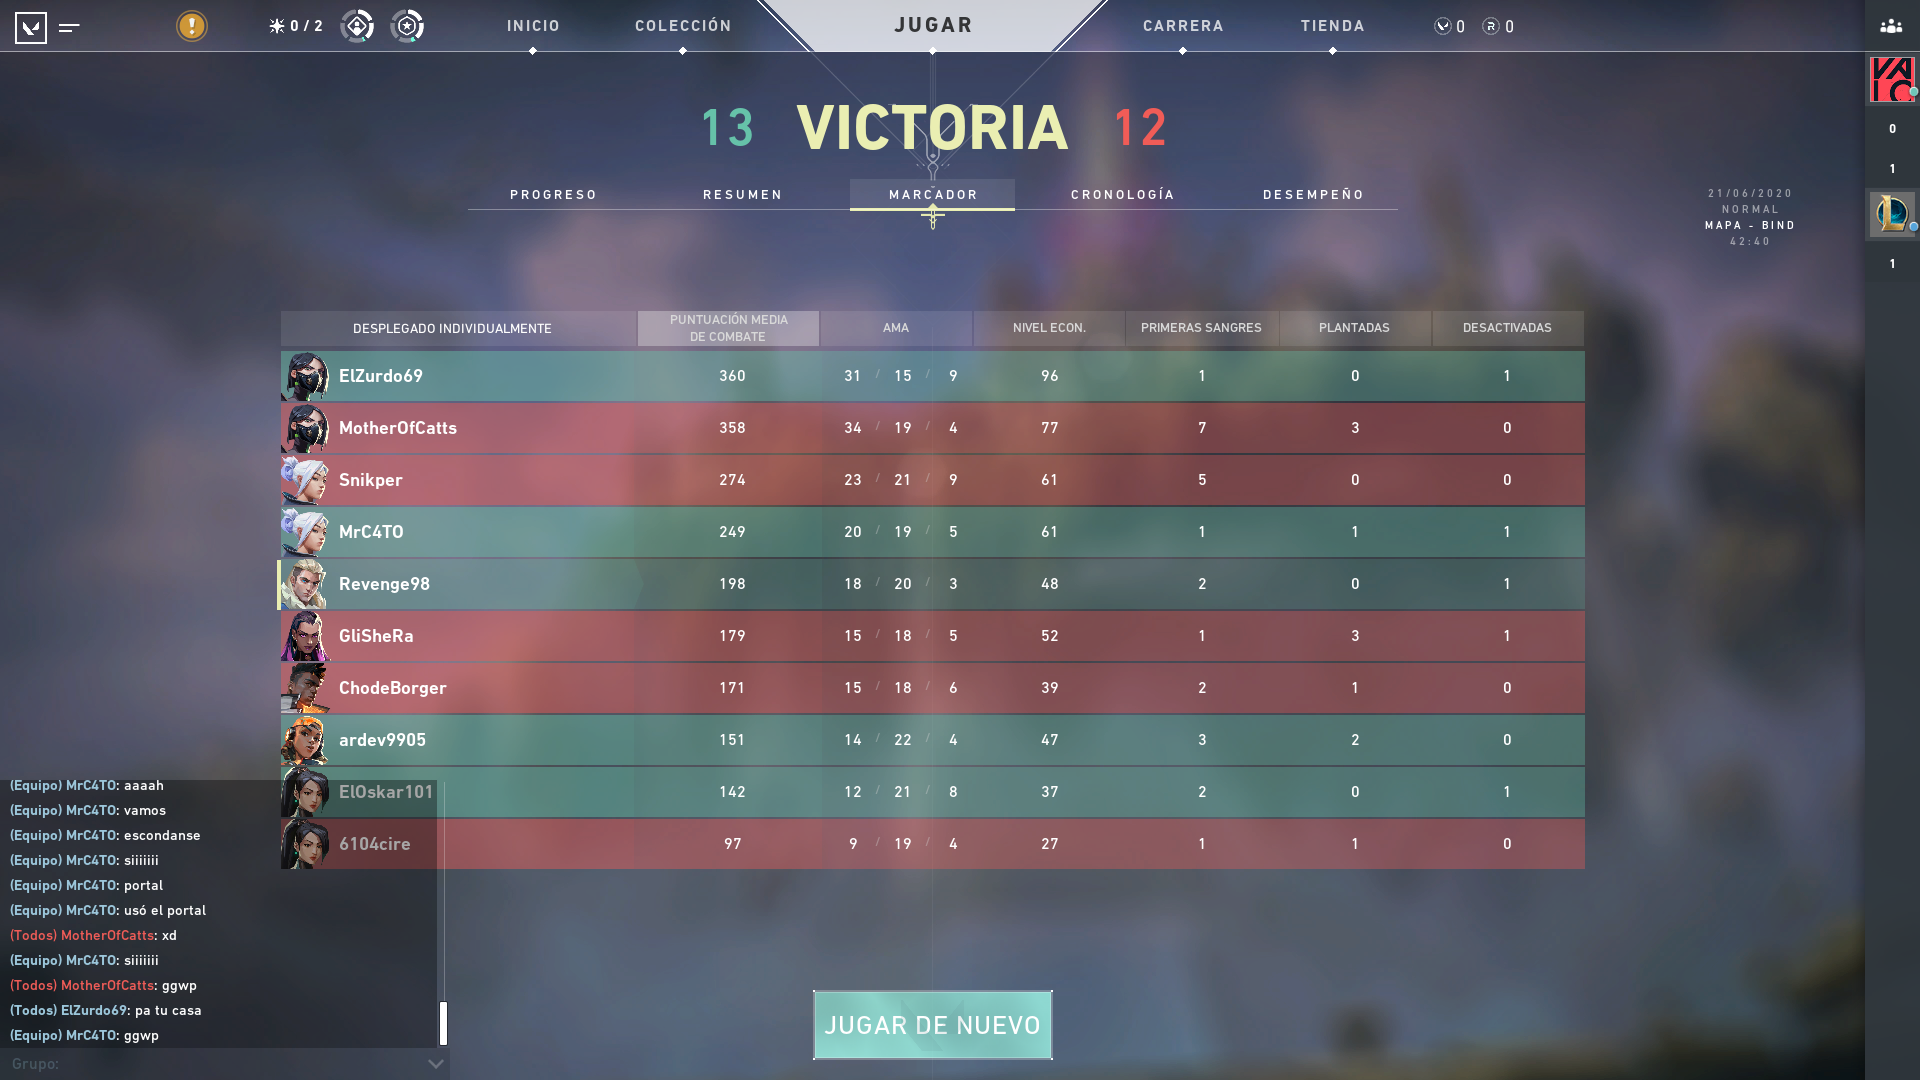 0 / 2
INICIO
COLECCIÓN
JUGAR
CARRERA
TIENDA
0
0
13 VICTORIA 12
PROGRESO
RESUMEN
MARCADOR
CRONOLOGÍA
DESEMPEÑO
21/06/2020
NORMAL
MAPA - BIND
42:40
0
1
1
DESPLEGADO INDIVIDUALMENTE
PUNTUACIÓN MEDIA
DE COMBATE
AMA
NIVEL ECON.
PRIMERAS SANGRES
PLANTADAS
DESACTIVADAS
ElZurdo69 360 31 / 15 / 9 96 1 0 1
MotherOfCatts 358 34 / 19 / 4 77 7 3 0
Snikper 274 23 / 21 / 9 61 5 0 0
MrC4TO 249 20 / 19 / 5 61 1 1 1
Revenge98 198 18 / 20 / 3 48 2 0 1
GliSheRa 179 15 / 18 / 5 52 1 3 1
ChodeBorger 171 15 / 18 / 6 39 2 1 0
ardev9905 151 14 / 22 / 4 47 3 2 0
ElOskar101 142 12 / 21 / 8 37 2 0 1
6104cire 97 9 / 19 / 4 27 1 1 0
(Equipo) MrC4TO: aaaah
(Equipo) MrC4TO: vamos
(Equipo) MrC4TO: escondanse
(Equipo) MrC4TO: siiiiiii
(Equipo) MrC4TO: portal
(Equipo) MrC4TO: usó el portal
(Todos) MotherOfCatts: xd
(Equipo) MrC4TO: siiiiiii
(Todos) MotherOfCatts: ggwp
(Todos) ElZurdo69: pa tu casa
(Equipo) MrC4TO: ggwp
Grupo:
JUGAR DE NUEVO